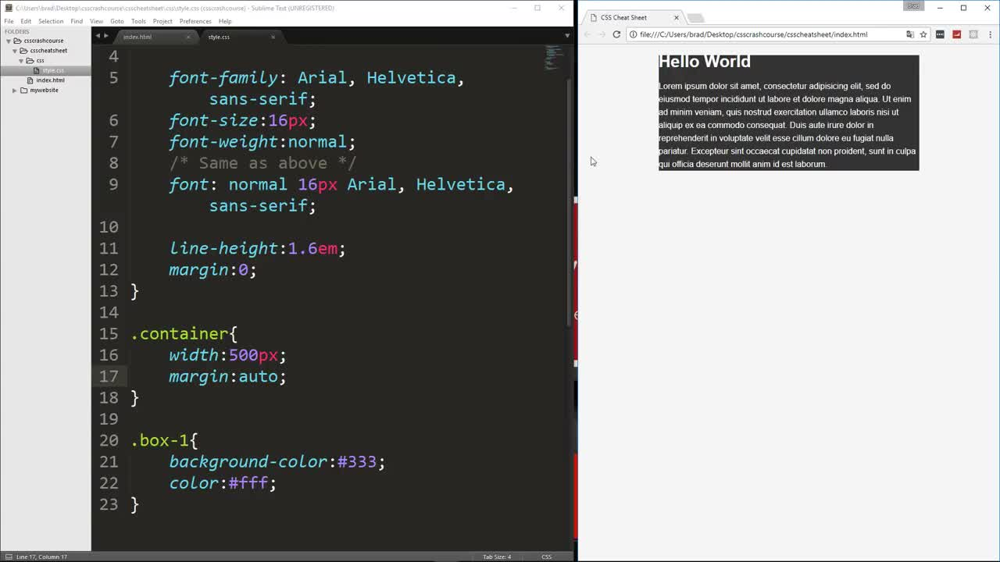 C:\Users\brad\Desktop\csscrashcourse\csscheatsheet\css\style.css (csscrashcourse) - Sublime Text (UNREGISTERED)
File Edit Selection Find View Goto Tools Project Preferences Help
FOLDERS
csscrashcourse
csscheatsheet
css
style.css
index.html
mywebsite
index.html
style.css
4
5 font-family: Arial, Helvetica,
sans-serif;
6 font-size:16px;
7 font-weight:normal;
8 /* Same as above */
9 font: normal 16px Arial, Helvetica,
sans-serif;
10
11 line-height:1.6em;
12 margin:0;
13 }
14
15 .container{
16 width:500px;
17 margin:auto;
18 }
19
20 .box-1{
21 background-color:#333;
22 color:#fff;
23 }
Line 17, Column 17
Tab Size: 4
CSS
Brad
CSS Cheat Sheet
file:///C:/Users/brad/Desktop/csscrashcourse/csscheatsheet/index.html
Hello World
Lorem ipsum dolor sit amet, consectetur adipisicing elit, sed do
eiusmod tempor incididunt ut labore et dolore magna aliqua. Ut enim
ad minim veniam, quis nostrud exercitation ullamco laboris nisi ut
aliquip ex ea commodo consequat. Duis aute irure dolor in
reprehenderit in voluptate velit esse cillum dolore eu fugiat nulla
pariatur. Excepteur sint occaecat cupidatat non proident, sunt in culpa
qui officia deserunt mollit anim id est laborum.